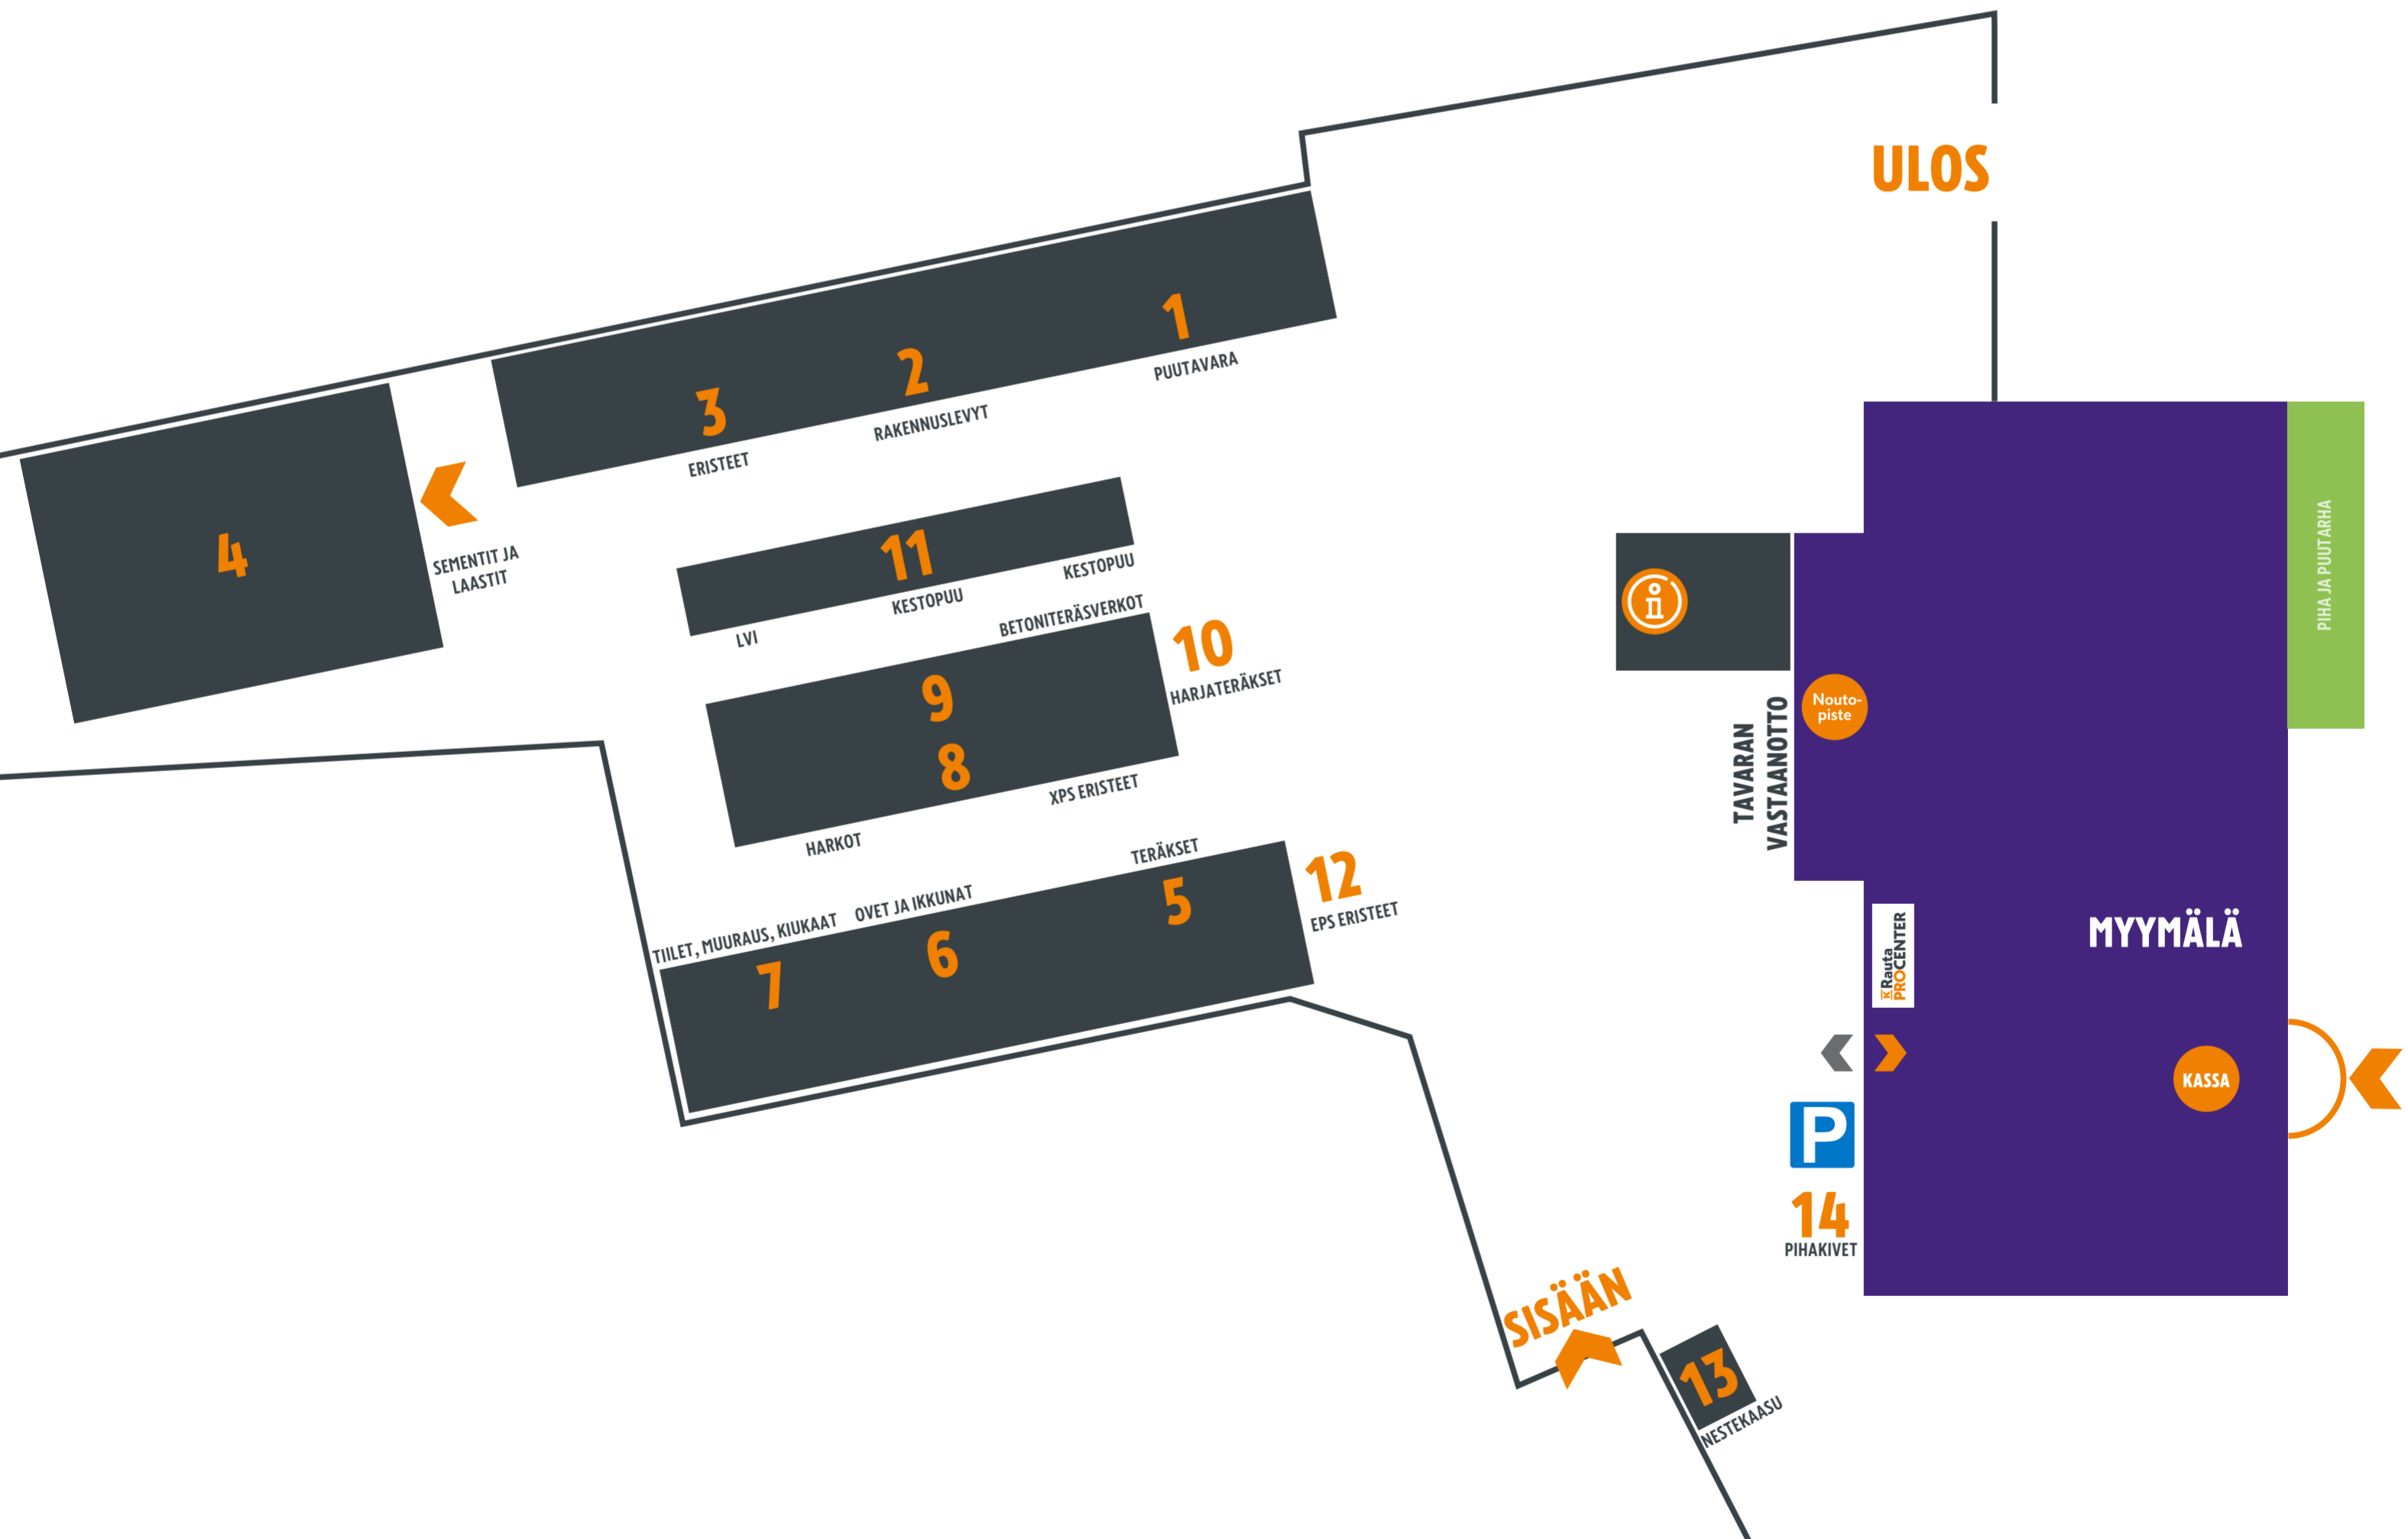 ULOS
1
PUUTAVARA
2
RAKENNUSLEVYT
3
ERISTEET
4
SEMENTIT JA
LAASTIT
11
KESTOPUU
KESTOPUU
LVI
BETONITERÄSVERKOT
10
HARJATERÄKSET
9
8
XPS ERISTEET
HARKOT
TERÄKSET
5
12
EPS ERISTEET
OVET JA IKKUNAT
6
TIILET, MUURAUS, KIUKAAT
7
i
Nouto-
piste
TAVARAN
VASTAANOTTO
PIHA JA PUUTARHA
MYYMÄLÄ
K Rauta
PROCENTER
KASSA
P
14
PIHAKIVET
SISÄÄN
13
NESTEKAASU